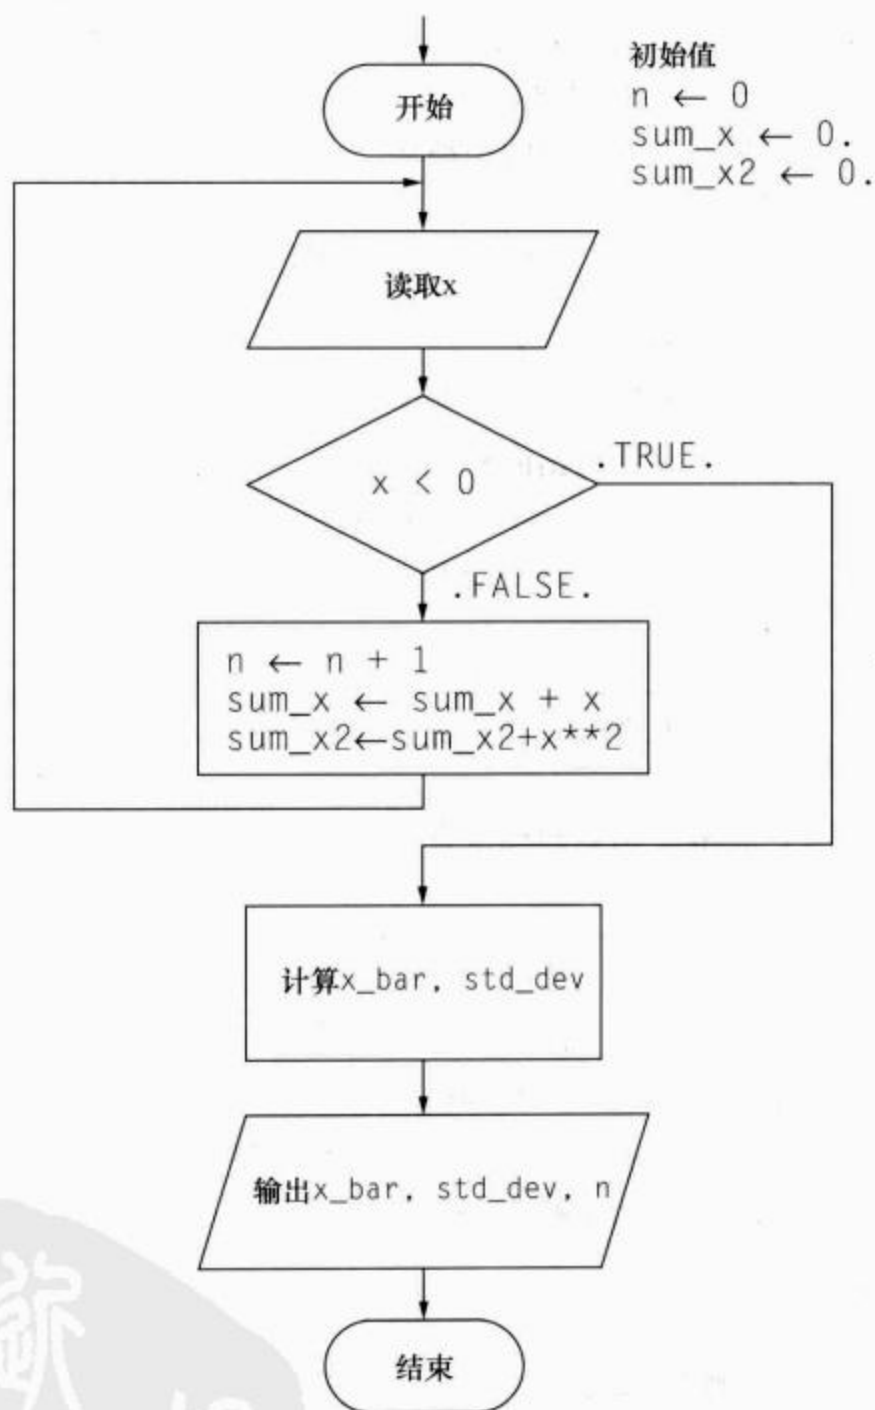 开始
初始值
n ← 0
sum_x ← 0.
sum_x2 ← 0.
读取x
x < 0
.TRUE.
.FALSE.
n ← n + 1
sum_x ← sum_x + x
sum_x2←sum_x2+x**2
计算x_bar, std_dev
输出x_bar, std_dev, n
结束